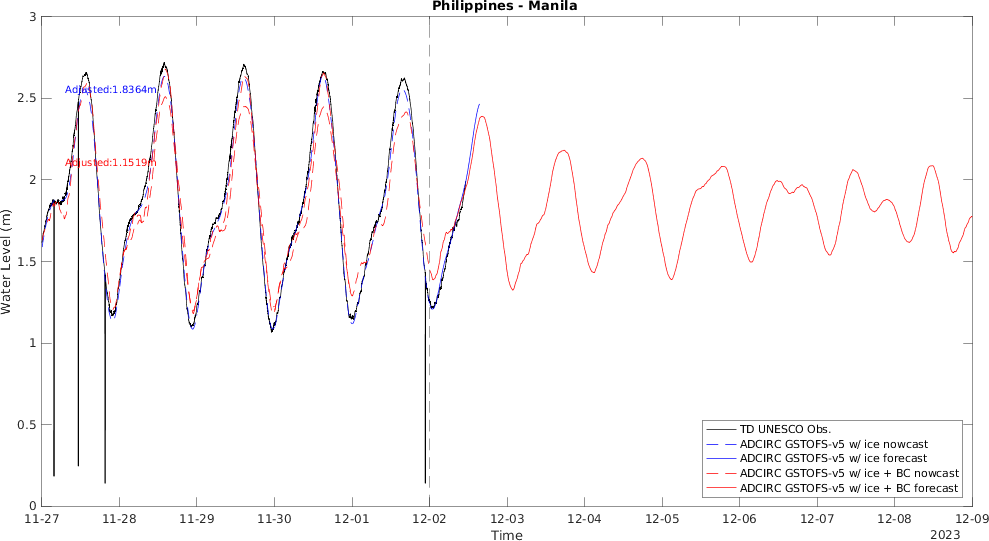 Philippines - Manila
3
2.5
2
1.5
1
0.5
0
Water Level (m)
Adjusted:1.8364m
Adjusted:1.1519m
TD UNESCO Obs.
ADCIRC GSTOFS-v5 w/ ice nowcast
ADCIRC GSTOFS-v5 w/ ice forecast
ADCIRC GSTOFS-v5 w/ ice + BC nowcast
ADCIRC GSTOFS-v5 w/ ice + BC forecast
11-27 11-28 11-29 11-30 12-01 12-02 12-03 12-04 12-05 12-06 12-07 12-08 12-09
Time
2023